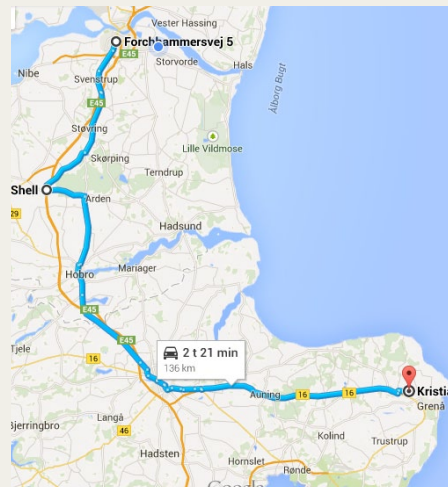 Vester Hassing
Forchhammersvej 5
Nibe
Storvorde
Svenstrup
Hals
E45
Ålborg Bugt
Støvring
Lille Vildmose
Skørping
Terndrup
Shell
Arden
29
Hadsund
Hobro
Mariager
E45
2 t 21 min
136 km
Tjele
16
E45
Auning
16
16
Kristia
Grenå
Langå
Bjerringbro
46
Kolind
Trustrup
Hadsten
Hornslet
Rønde
Google